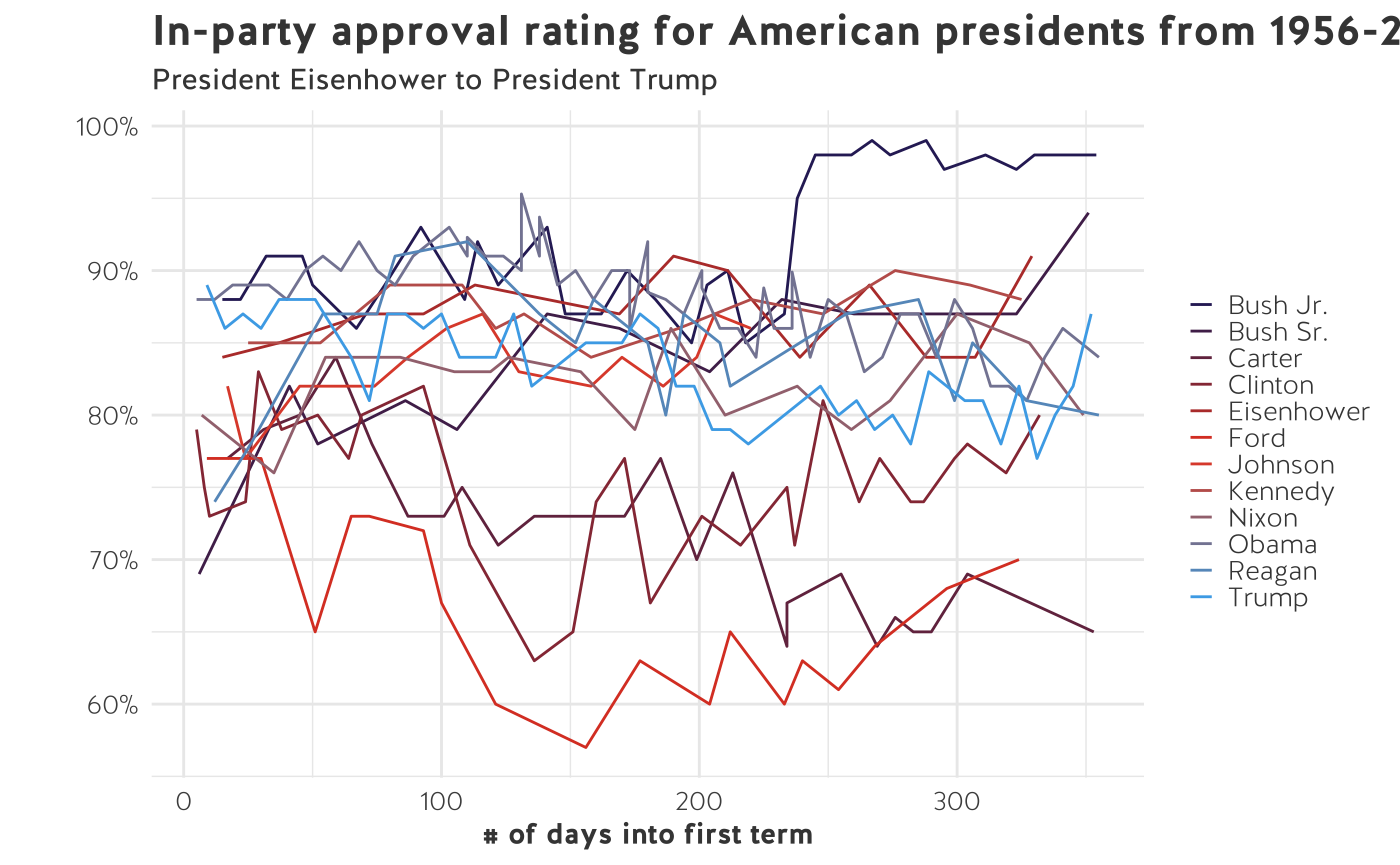 In-party approval rating for American presidents from 1956-2
President Eisenhower to President Trump
100%
90%
80%
70%
60%
0 100 200 300
# of days into first term
Bush Jr.
Bush Sr.
Carter
Clinton
Eisenhower
Ford
Johnson
Kennedy
Nixon
Obama
Reagan
Trump